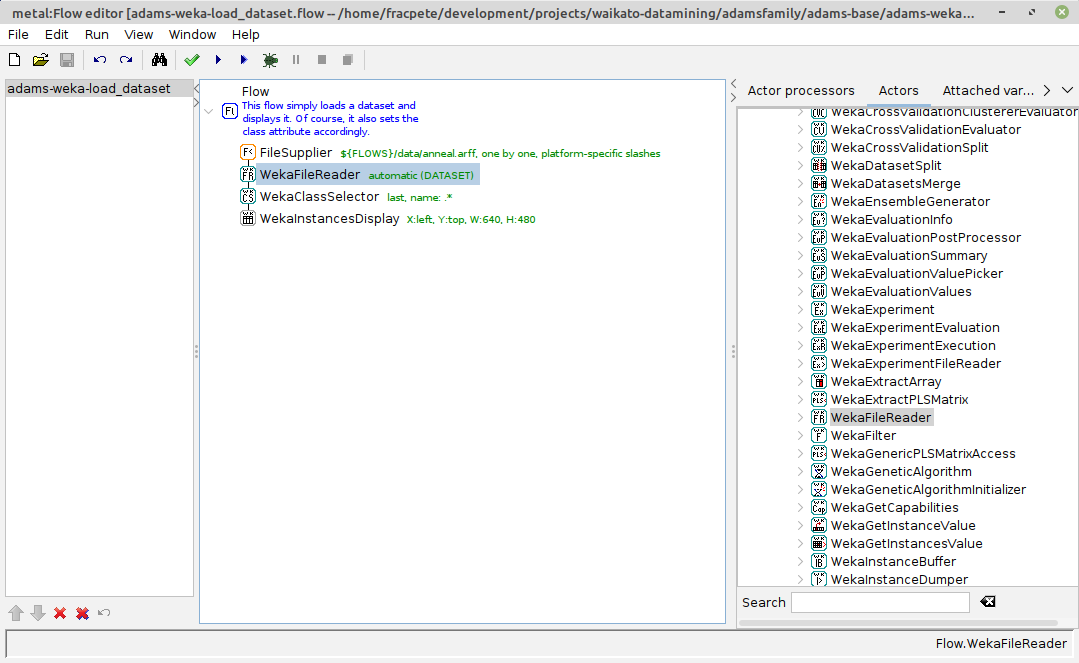 metal:Flow editor [adams-weka-load_dataset.flow -- /home/fracpete/development/projects/waikato-datamining/adamsfamily/adams-base/adams-weka...
File Edit Run View Window Help
adams-weka-load_dataset
Flow
This flow simply loads a dataset and
displays it. Of course, it also sets the
class attribute accordingly.
FileSupplier ${FLOWS}/data/anneal.arff, one by one, platform-specific slashes
WekaFileReader automatic (DATASET)
WekaClassSelector last, name: .*
WekaInstancesDisplay X:left, Y:top, W:640, H:480
Actor processors Actors Attached var...
WekaCrossValidationClustererEvaluator
WekaCrossValidationEvaluator
WekaCrossValidationSplit
WekaDatasetSplit
WekaDatasetsMerge
WekaEnsembleGenerator
WekaEvaluationInfo
WekaEvaluationPostProcessor
WekaEvaluationSummary
WekaEvaluationValuePicker
WekaEvaluationValues
WekaExperiment
WekaExperimentEvaluation
WekaExperimentExecution
WekaExperimentFileReader
WekaExtractArray
WekaExtractPLSMatrix
WekaFileReader
WekaFilter
WekaGenericPLSMatrixAccess
WekaGeneticAlgorithm
WekaGeneticAlgorithmInitializer
WekaGetCapabilities
WekaGetInstanceValue
WekaGetInstancesValue
WekaInstanceBuffer
WekaInstanceDumper
Search
Flow.WekaFileReader